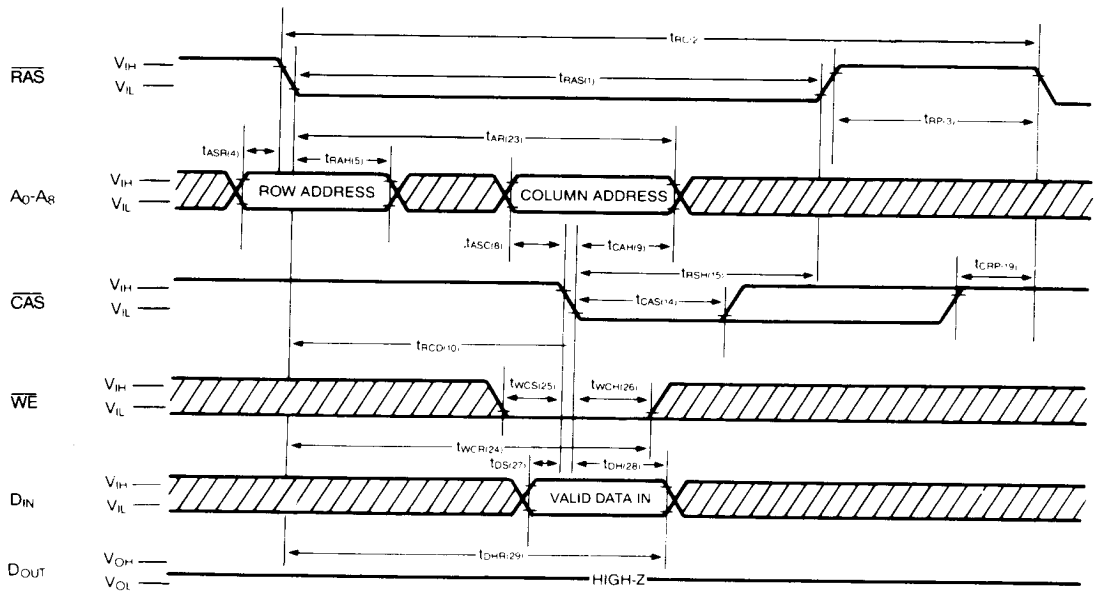 tRC(2
RAS
VIH
VIL
tRAS(1)
tRP(3)
tAR(23)
tASR(4)
tRAH(5)
A0-A8
VIH
VIL
ROW ADDRESS
COLUMN ADDRESS
tASC(8)
tCAH(9)
tRSH(15)
tCRP(19)
CAS
VIH
VIL
tCAS(14)
tRCD(10)
WE
VIH
VIL
tWCS(25)
tWCH(26)
tWCR(24)
tDS(27)
tDH(28)
DIN
VIH
VIL
VALID DATA IN
tDHR(29)
DOUT
VOH
VOL
HIGH-Z